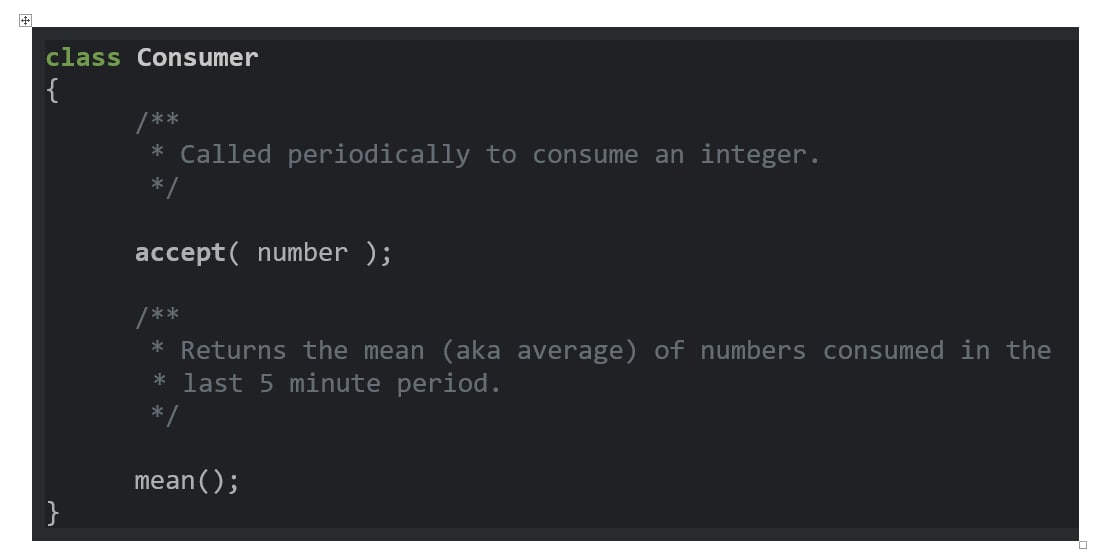 class Consumer
{
/**
* Called periodically to consume an integer.
*/
accept( number );
/**
* Returns the mean (aka average) of numbers consumed in the
* last 5 minute period.
*/
mean();
}